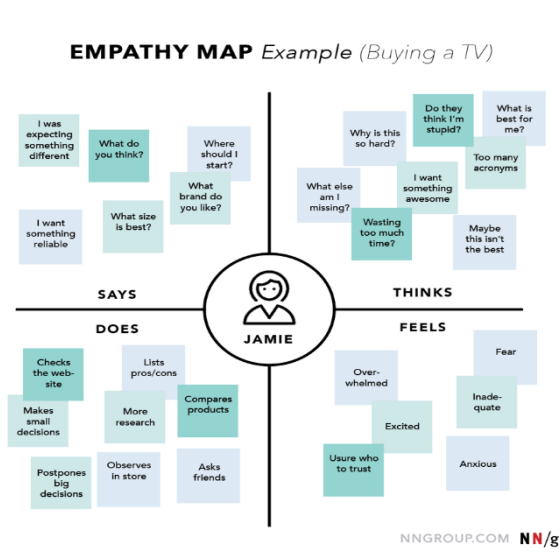 EMPATHY MAP Example (Buying a TV)
I was
expecting
something
different
What do
you think?
Where
should I
start?
What
brand do
you like?
I want
something
reliable
What size
is best?
SAYS
Why is this
so hard?
Do they
think I'm
stupid?
What is
best for
me?
Too many
acronyms
What else
am I
missing?
I want
something
awesome
Wasting
too much
time?
Maybe
this isn't
the best
THINKS
JAMIE
DOES
Checks
the web-
site
Lists
pros/cons
Makes
small
decisions
More
research
Compares
products
Postpones
big
decisions
Observes
in store
Asks
friends
FEELS
Over-
whelmed
Fear
Inade-
quate
Excited
Usure who
to trust
Anxious
NNGROUP.COM NN/g